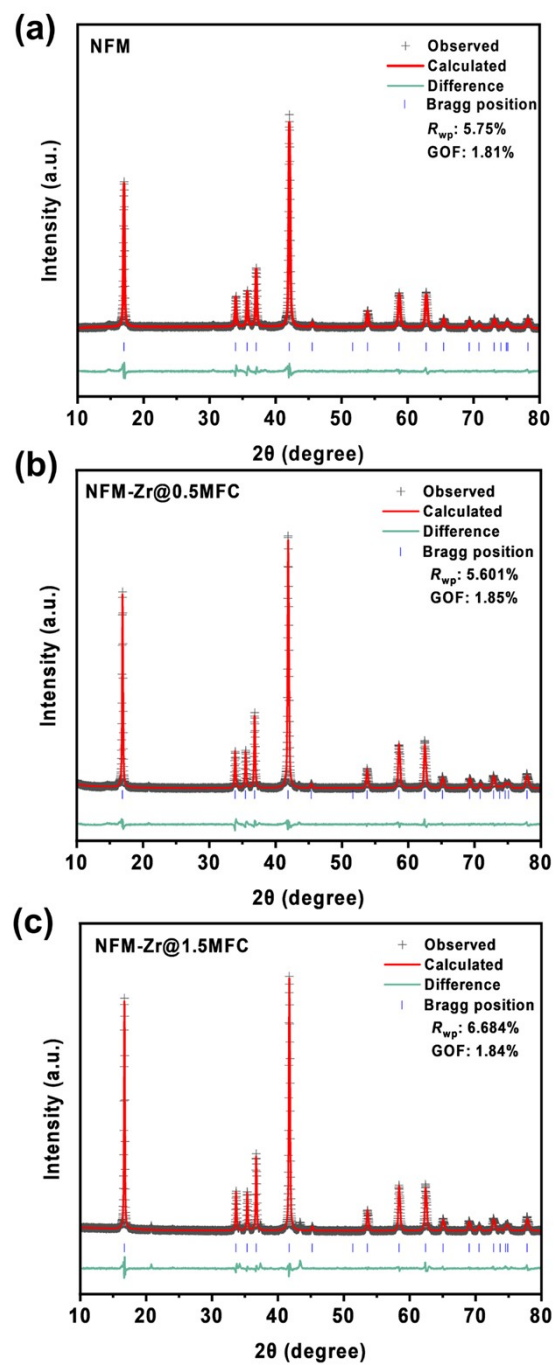 (a)
NFM
Observed
Calculated
Difference
Bragg position
Rwp: 5.75%
GOF: 1.81%
Intensity (a.u.)
10 20 30 40 50 60 70 80
2θ (degree)
(b)
NFM-Zr@0.5MFC
Observed
Calculated
Difference
Bragg position
Rwp: 5.601%
GOF: 1.85%
Intensity (a.u.)
10 20 30 40 50 60 70 80
2θ (degree)
(c)
NFM-Zr@1.5MFC
Observed
Calculated
Difference
Bragg position
Rwp: 6.684%
GOF: 1.84%
Intensity (a.u.)
10 20 30 40 50 60 70 80
2θ (degree)